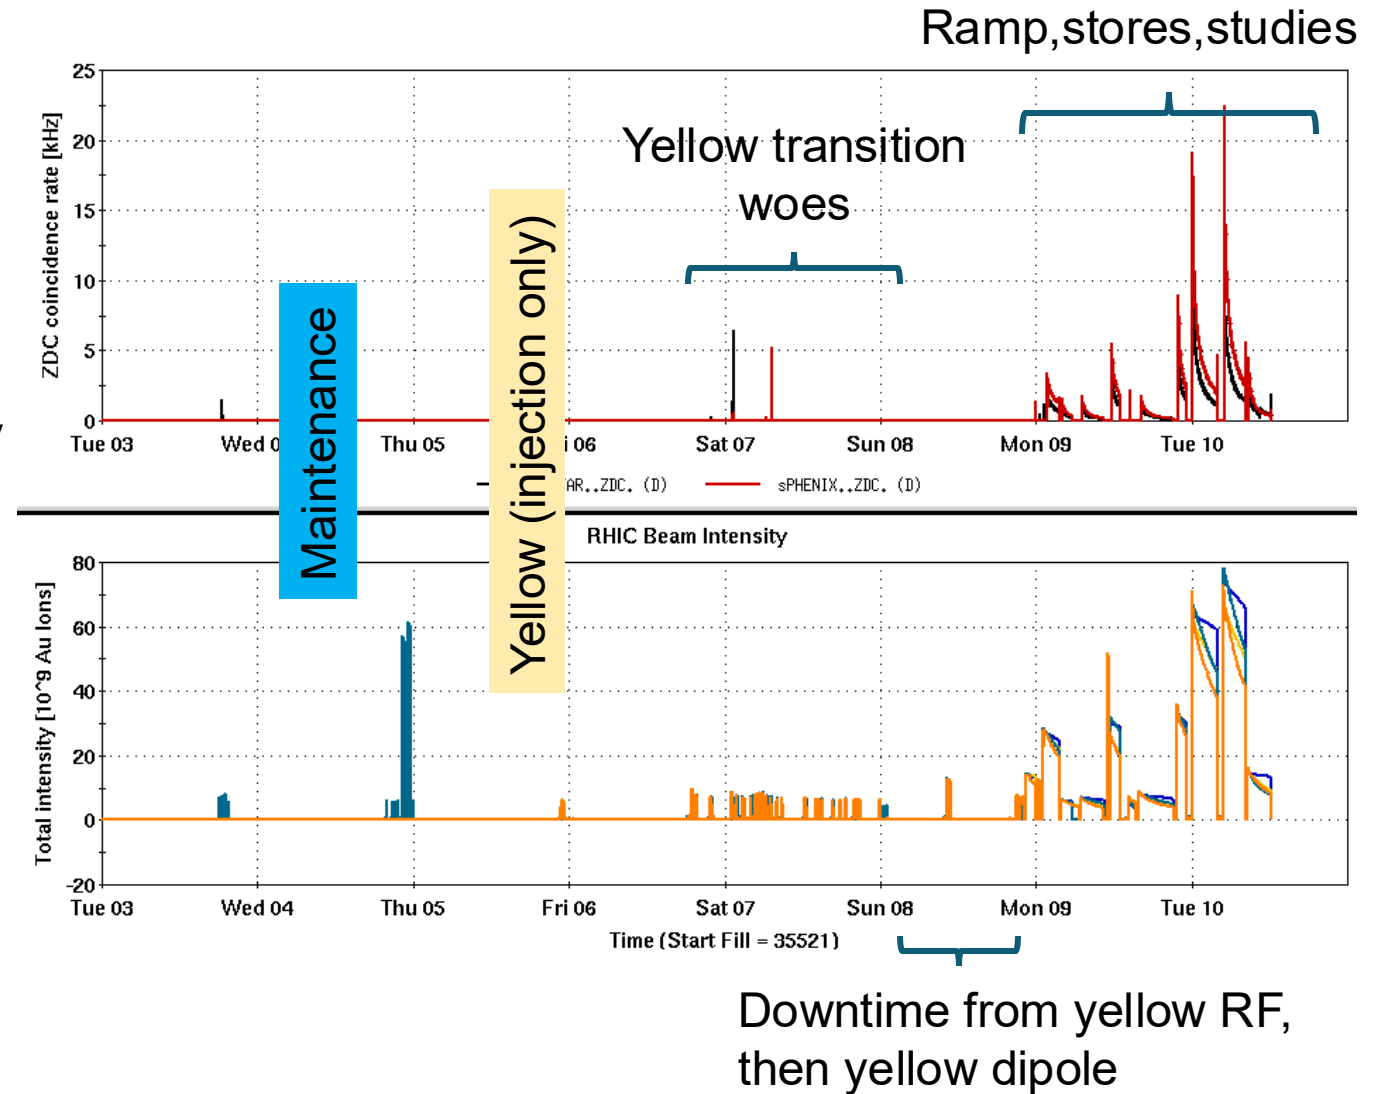 Ramp,stores,studies
25
20
15
10
5
0
ZDC coincidence rate [kHz]
Yellow transition
woes
Maintenance
Yellow (injection only)
Tue 03
Wed 0
Thu 05
i 06
Sat 07
Sun 08
Mon 09
Tue 10
AR..ZDC. (D)
sPHENIX..ZDC. (D)
RHIC Beam Intensity
80
60
40
20
0
-20
Total intensity [10^9 Au Ions]
Tue 03
Wed 04
Thu 05
Fri 06
Sat 07
Sun 08
Mon 09
Tue 10
Time (Start Fill = 35521)
Downtime from yellow RF,
then yellow dipole